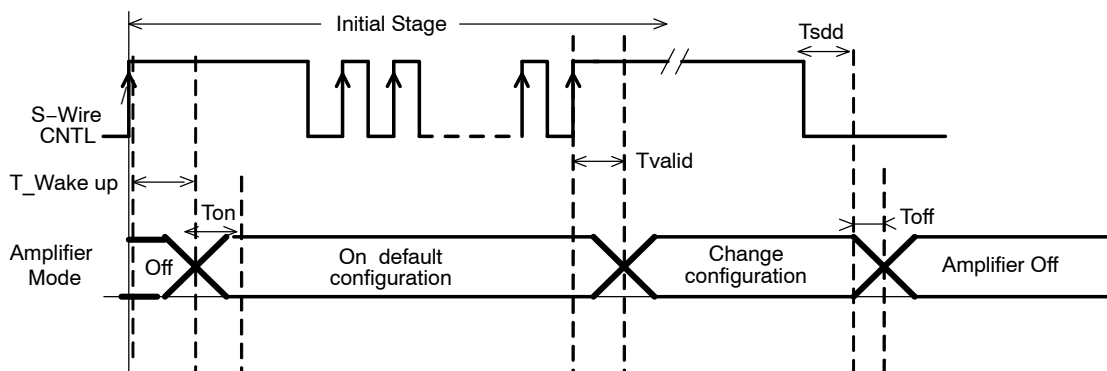 Initial Stage
Tsdd
S−Wire
CNTL
Tvalid
T_Wake up
Ton
Toff
Amplifier
Mode
Off
On default
configuration
Change
configuration
Amplifier Off